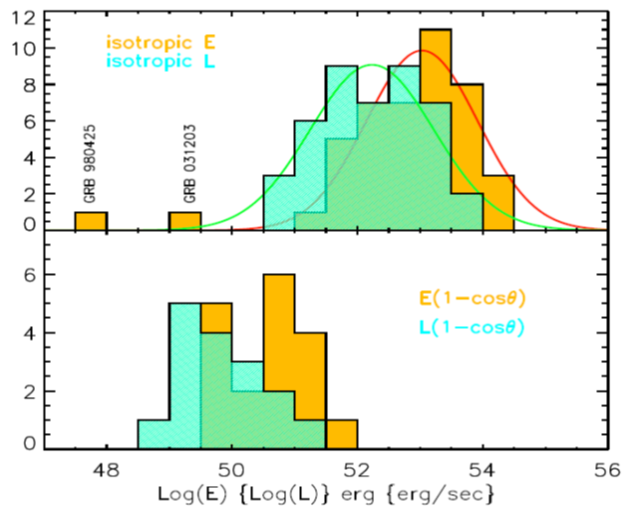 12
10
8
6
4
2
0
isotropic E
isotropic L
GRB 980425
GRB 031203
6
4
2
0
E(1−cosθ)
L(1−cosθ)
48 50 52 54 56
Log(E) {Log(L)} erg {erg/sec}